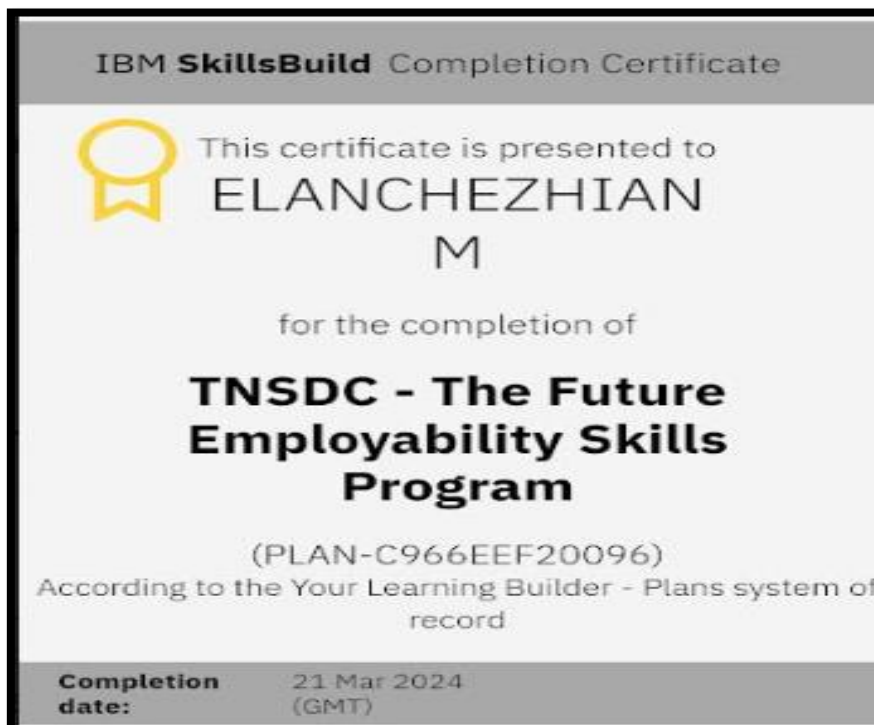 IBM SkillsBuild Completion Certificate
This certificate is presented to
ELANCHEZHIAN
M
for the completion of
TNSDC - The Future
Employability Skills
Program
(PLAN-C966EEF20096)
According to the Your Learning Builder - Plans system of
record
Completion 21 Mar 2024
date: (GMT)